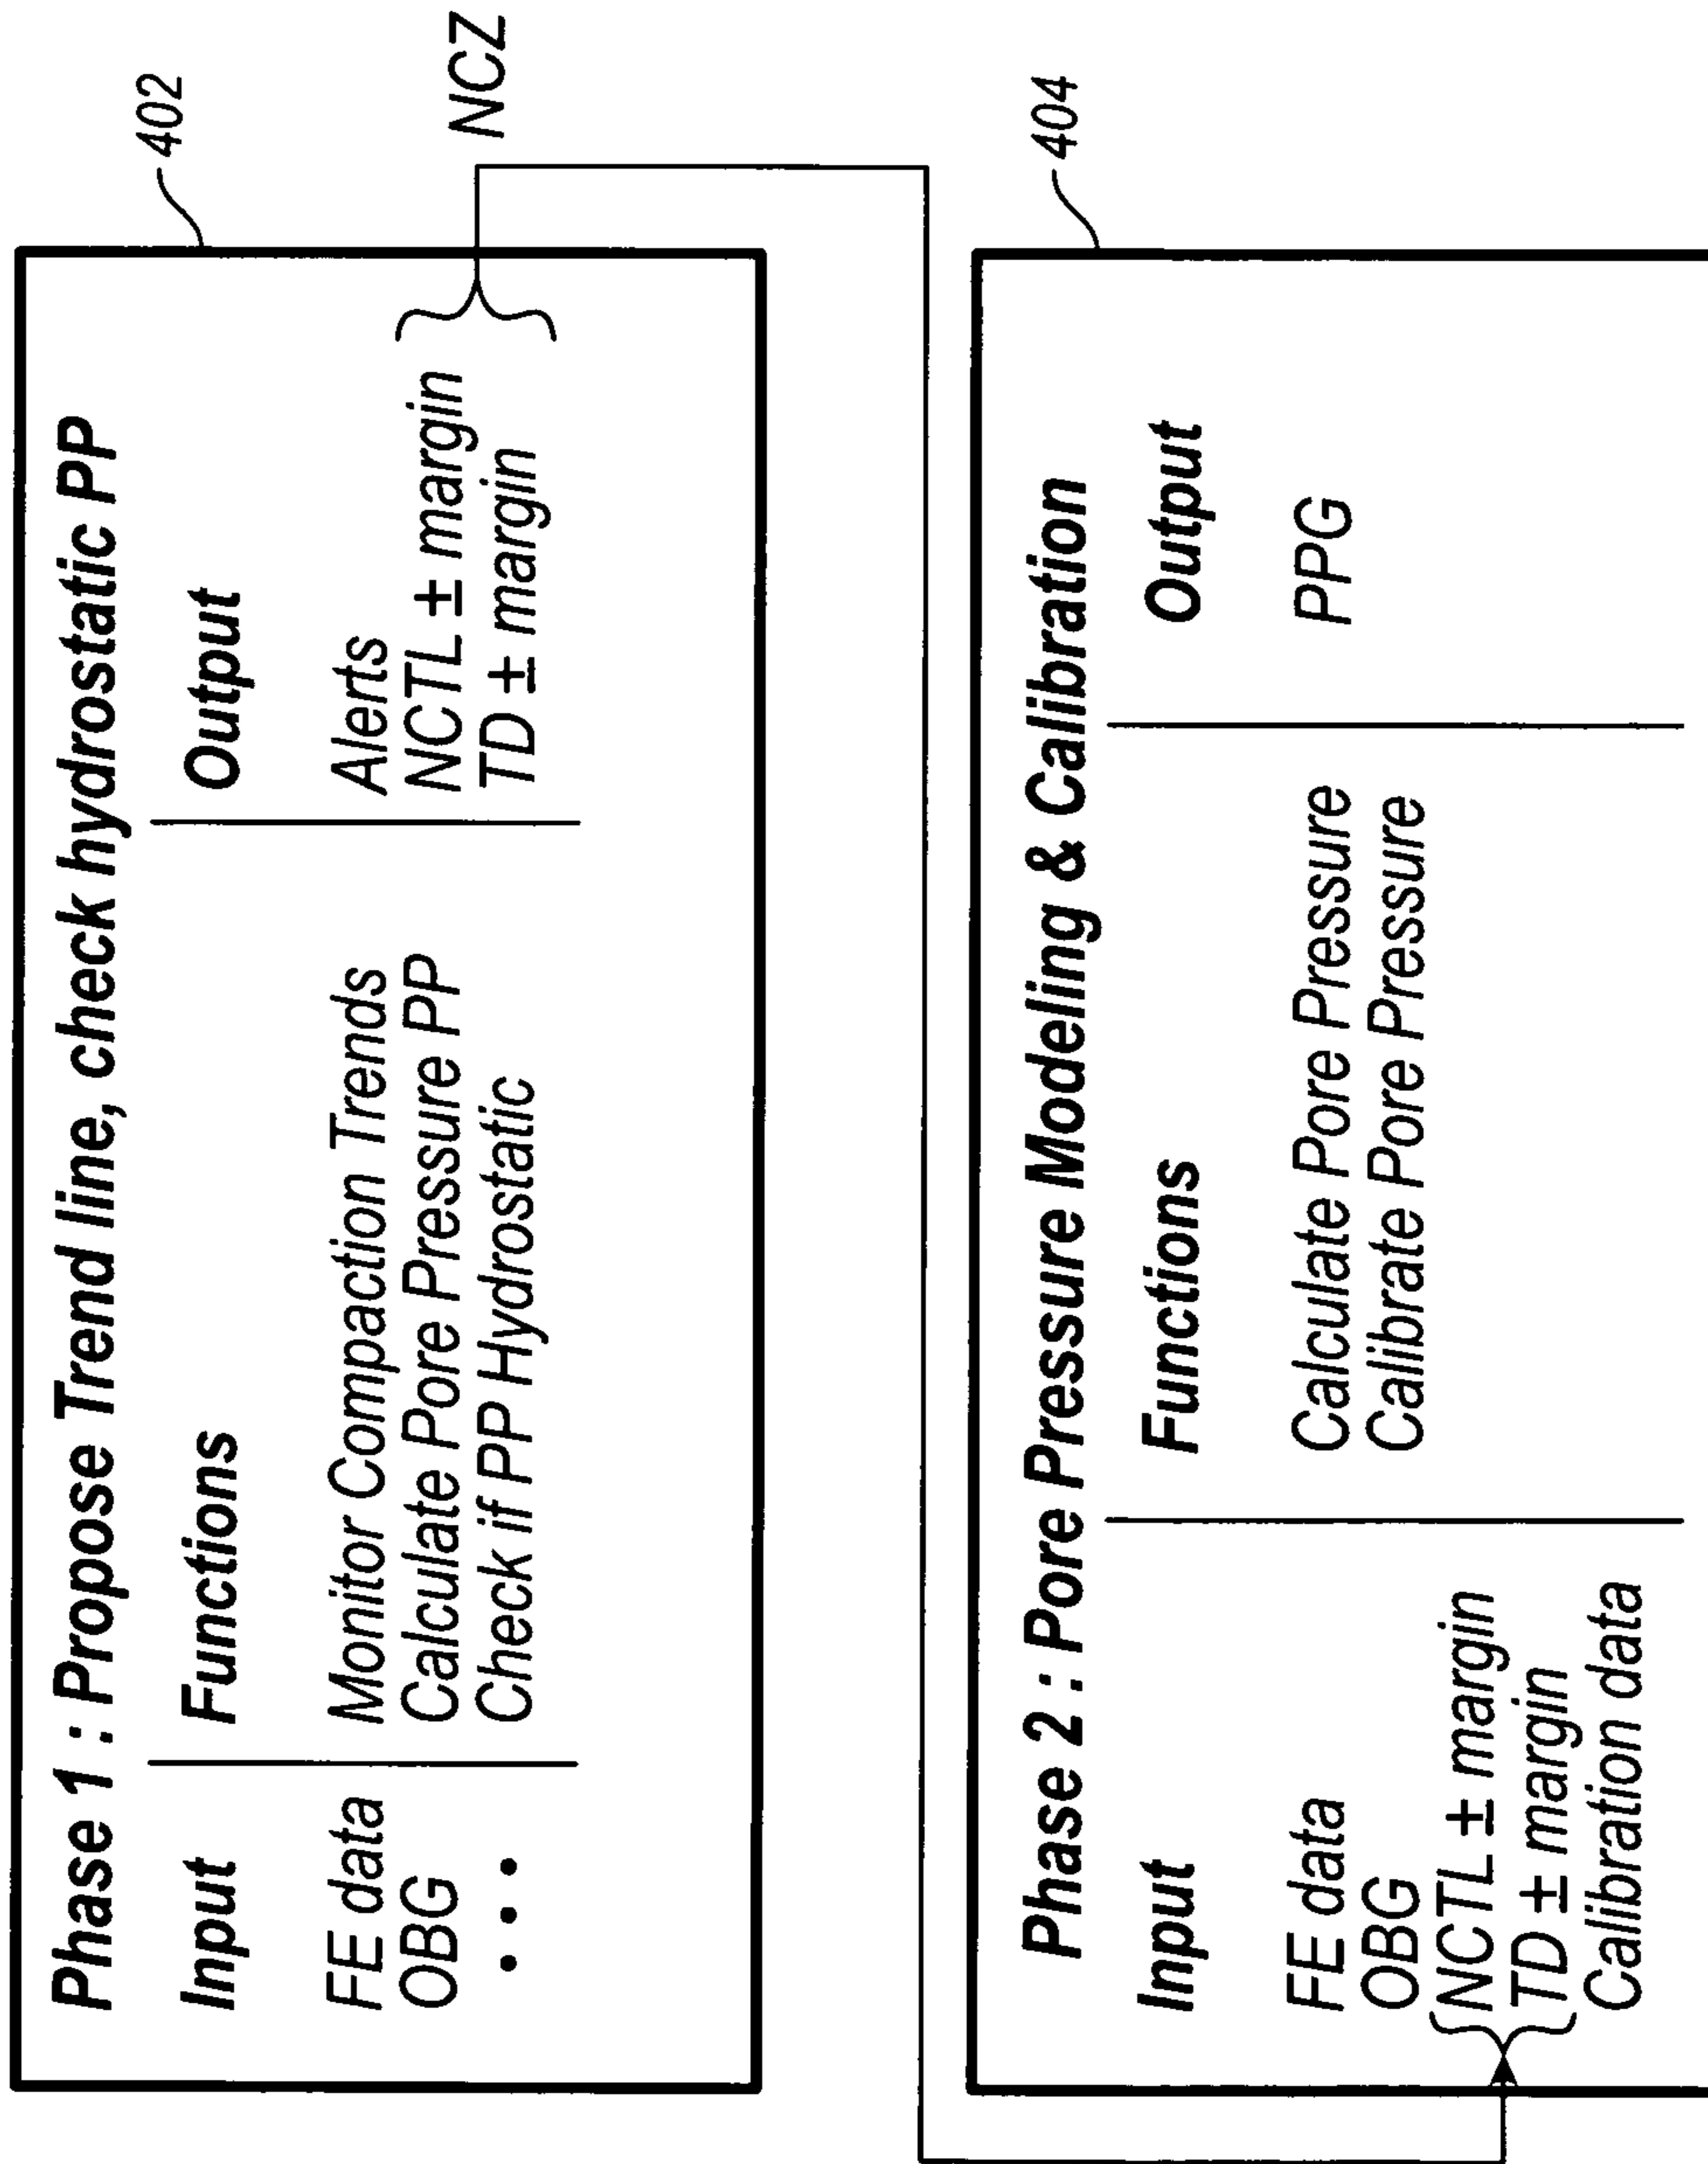 402
Phase 1 : Propose Trend line, check hydrostatic PP
Input
FE data
OBG
• • •
Functions
Monitor Compaction Trends
Calculate Pore Pressure PP
Check if PP Hydrostatic
Output
Alerts
NCTL ± margin
TD ± margin
NCZ
404
Phase 2 : Pore Pressure Modeling & Calibration
Input
FE data
OBG
NCTL ± margin
TD ± margin
Calibration data
Functions
Calculate Pore Pressure
Calibrate Pore Pressure
Output
PPG